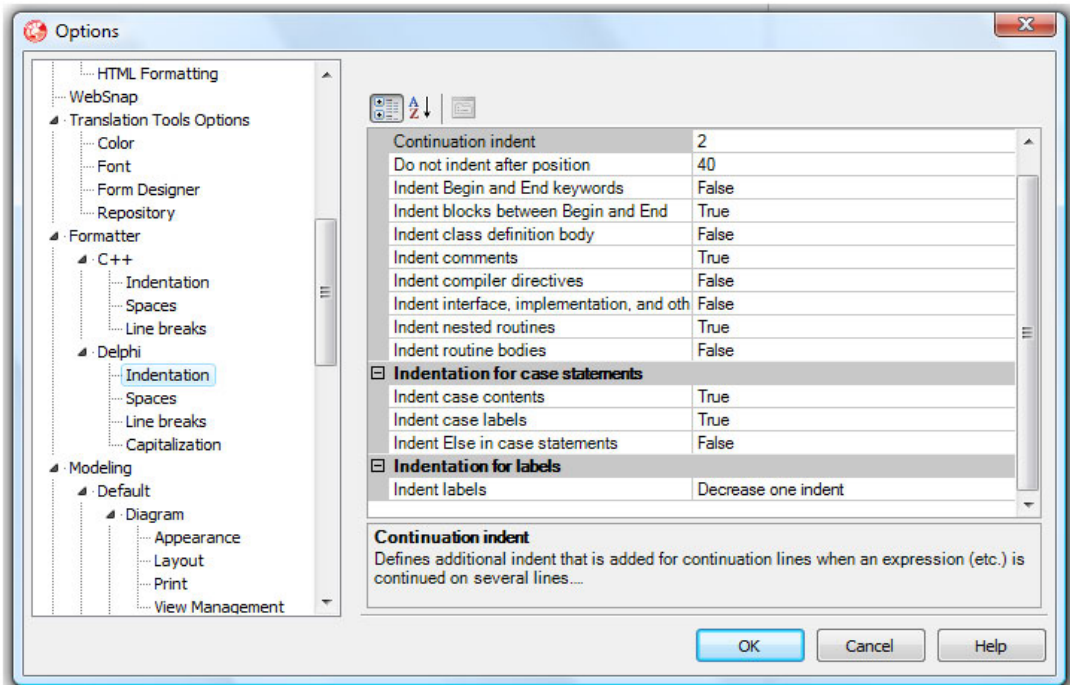 Options
HTML Formatting
WebSnap
Translation Tools Options
Color
Font
Form Designer
Repository
Formatter
C++
Indentation
Spaces
Line breaks
Delphi
Indentation
Spaces
Line breaks
Capitalization
Modeling
Default
Diagram
Appearance
Layout
Print
View Management
Continuation indent 2
Do not indent after position 40
Indent Begin and End keywords False
Indent blocks between Begin and End True
Indent class definition body False
Indent comments True
Indent compiler directives False
Indent interface, implementation, and oth False
Indent nested routines True
Indent routine bodies False
Indentation for case statements
Indent case contents True
Indent case labels True
Indent Else in case statements False
Indentation for labels
Indent labels Decrease one indent
Continuation indent
Defines additional indent that is added for continuation lines when an expression (etc.) is
continued on several lines....
OK Cancel Help